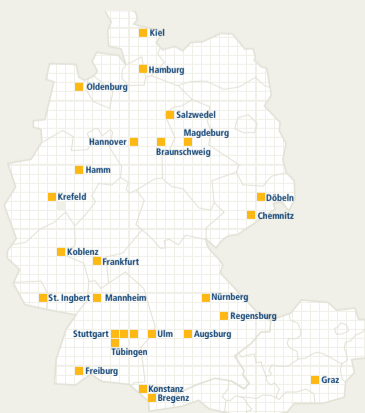 Kiel
Hamburg
Oldenburg
Salzwedel
Magdeburg
Hannover
Braunschweig
Hamm
Krefeld
Döbeln
Chemnitz
Koblenz
Frankfurt
St. Ingbert
Mannheim
Nürnberg
Regensburg
Stuttgart
Ulm
Augsburg
Tübingen
Freiburg
Graz
Konstanz
Bregenz